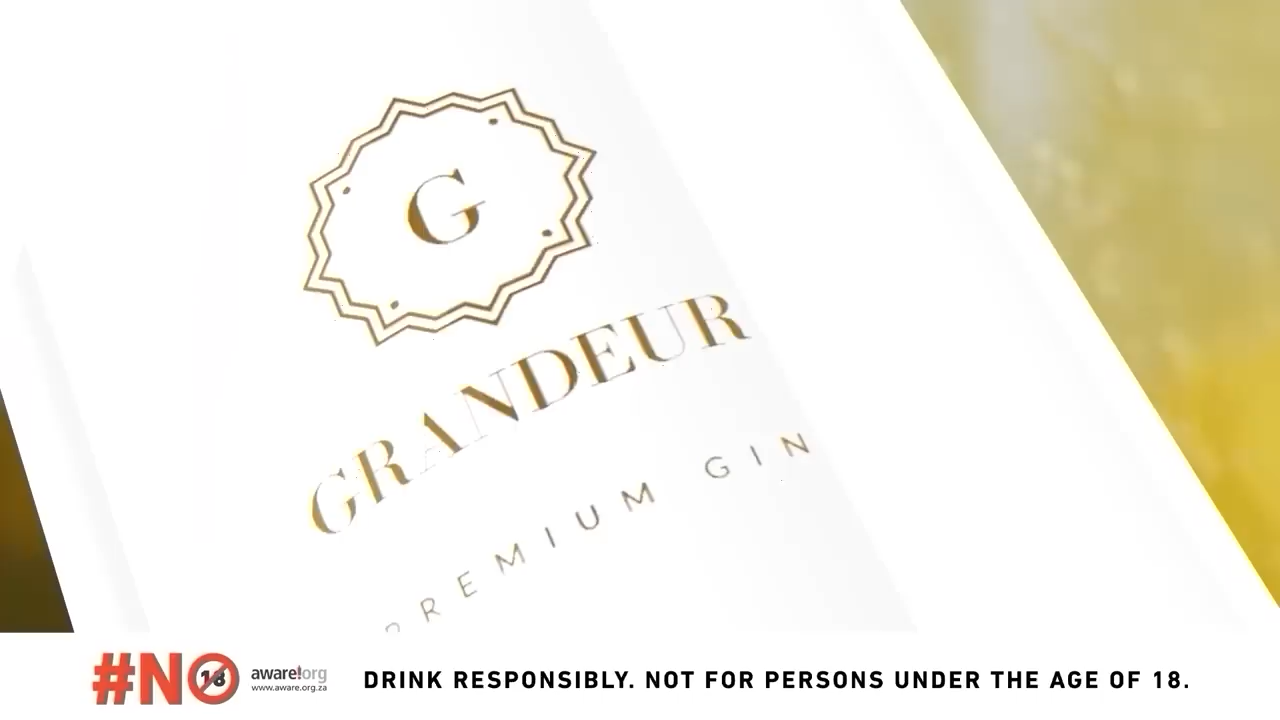 G
GRANDEUR
PREMIUM GIN
#NO
18
aware!org
www.aware.org.za
DRINK RESPONSIBLY. NOT FOR PERSONS UNDER THE AGE OF 18.